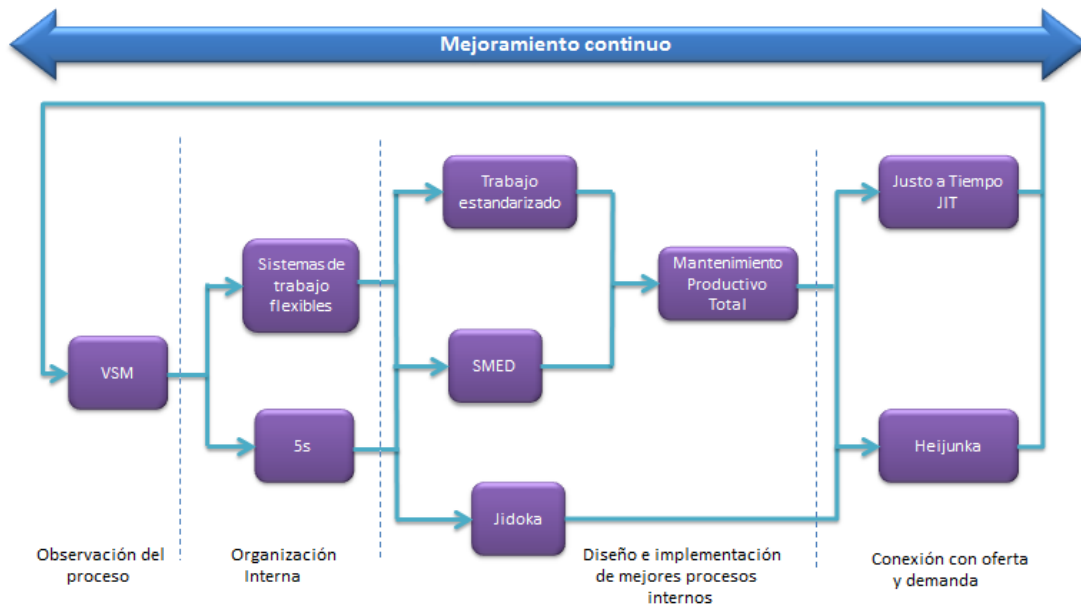 Mejoramiento continuo
Trabajo
estandarizado
Justo a Tiempo
JIT
Sistemas de
trabajo
flexibles
Mantenimiento
Productivo
Total
VSM
SMED
5s
Heijunka
Jidoka
Observación del
proceso
Organización
Interna
Diseño e implementación
de mejores procesos
internos
Conexión con oferta
y demanda